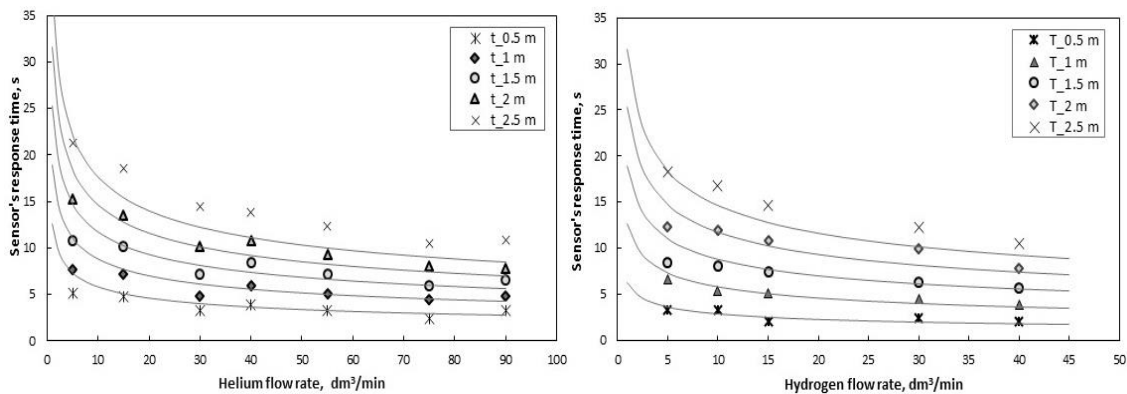 Sensor's response time, s
35
30
25
20
15
10
5
0
0 10 20 30 40 50 60 70 80 90 100
Helium flow rate, dm³/min
t_0.5 m
t_1 m
t_1.5 m
t_2 m
t_2.5 m
Sensor's response time, s
35
30
25
20
15
10
5
0
0 5 10 15 20 25 30 35 40 45 50
Hydrogen flow rate, dm³/min
T_0.5 m
T_1 m
T_1.5 m
T_2 m
T_2.5 m